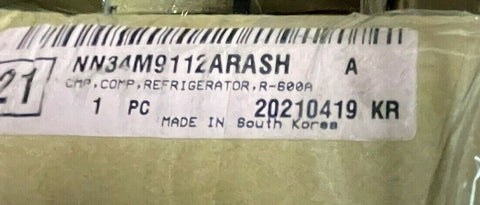 21
NN34M9112ARASH A
CMP,COMP,REFRIGERATOR,R-600A
1 PC 20210419 KR
MADE IN South Korea